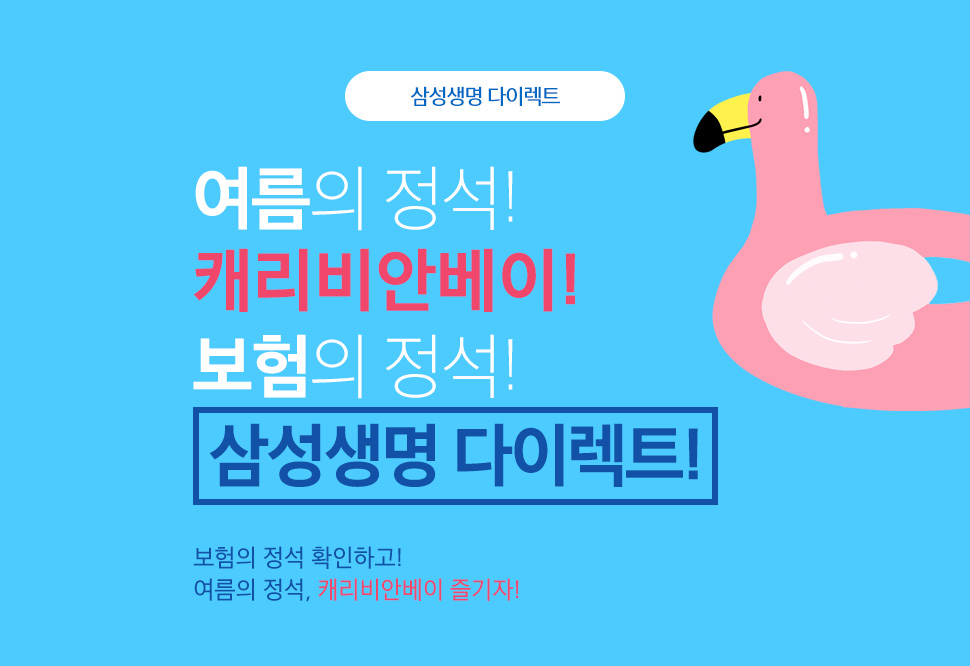 삼성생명 다이렉트
여름의 정석!
캐리비안베이!
보험의 정석!
삼성생명 다이렉트!
보험의 정석 확인하고!
여름의 정석, 캐리비안베이 즐기자!